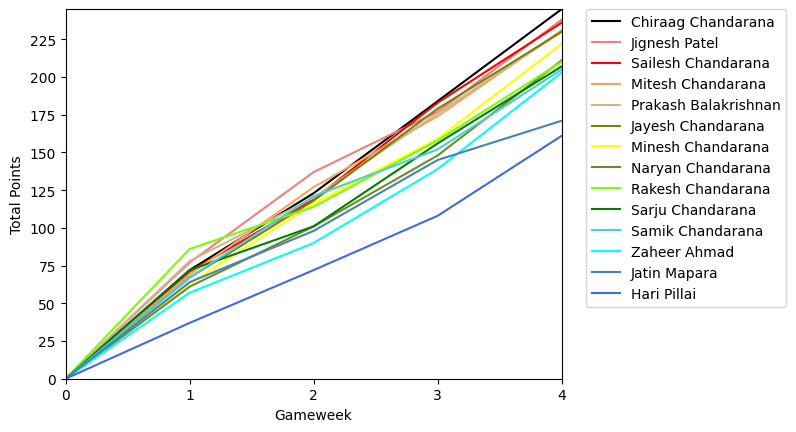 225
200
175
150
125
100
75
50
25
0
Total Points
0 1 2 3 4
Gameweek
Chiraag Chandarana
Jignesh Patel
Sailesh Chandarana
Mitesh Chandarana
Prakash Balakrishnan
Jayesh Chandarana
Minesh Chandarana
Naryan Chandarana
Rakesh Chandarana
Sarju Chandarana
Samik Chandarana
Zaheer Ahmad
Jatin Mapara
Hari Pillai